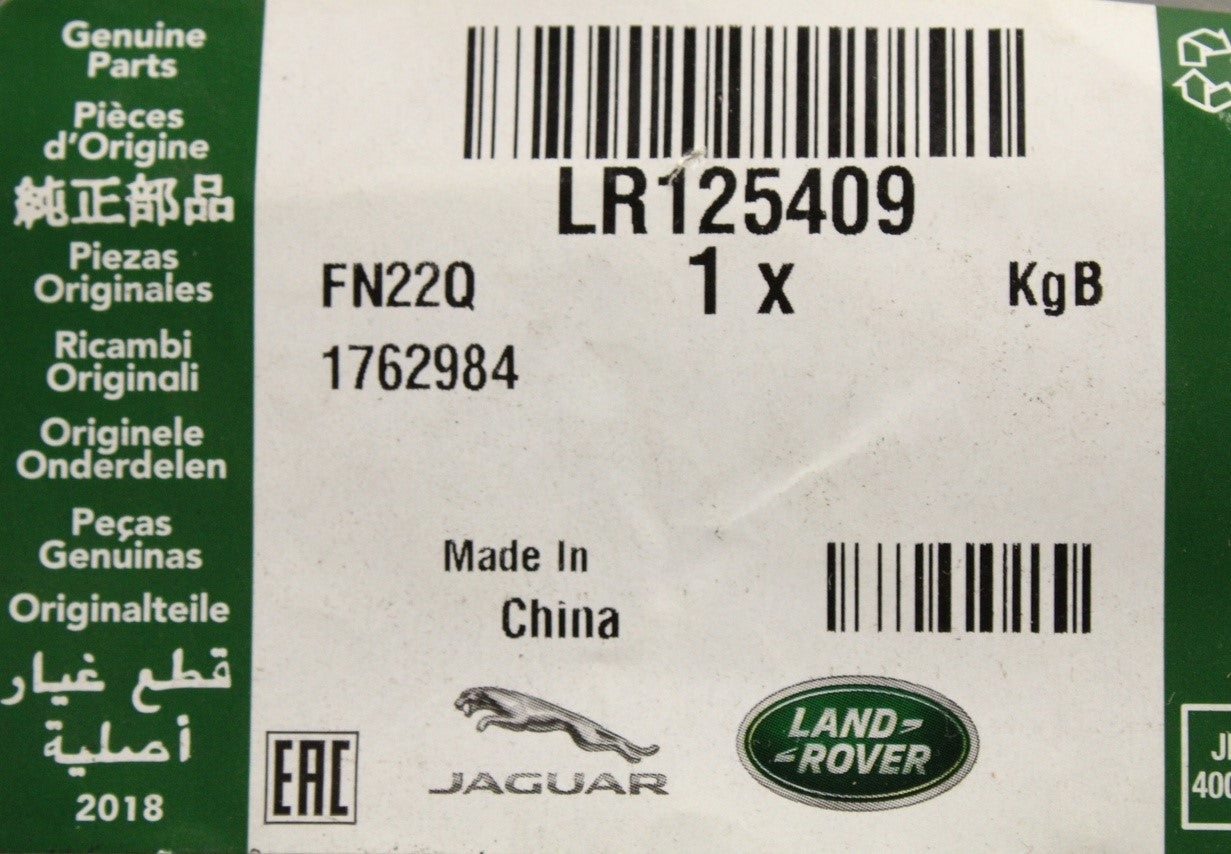 Genuine
Parts
Pièces
d'Origine
純正部品
Piezas
Originales
Ricambi
Originali
Originele
Onderdelen
Peças
Genuinas
Originalteile
قطع غيار
أصلية
2018
LR125409
FN22Q
1 x
KgB
1762984
Made In
China
EAC
JAGUAR
LAND-
-ROVER
400